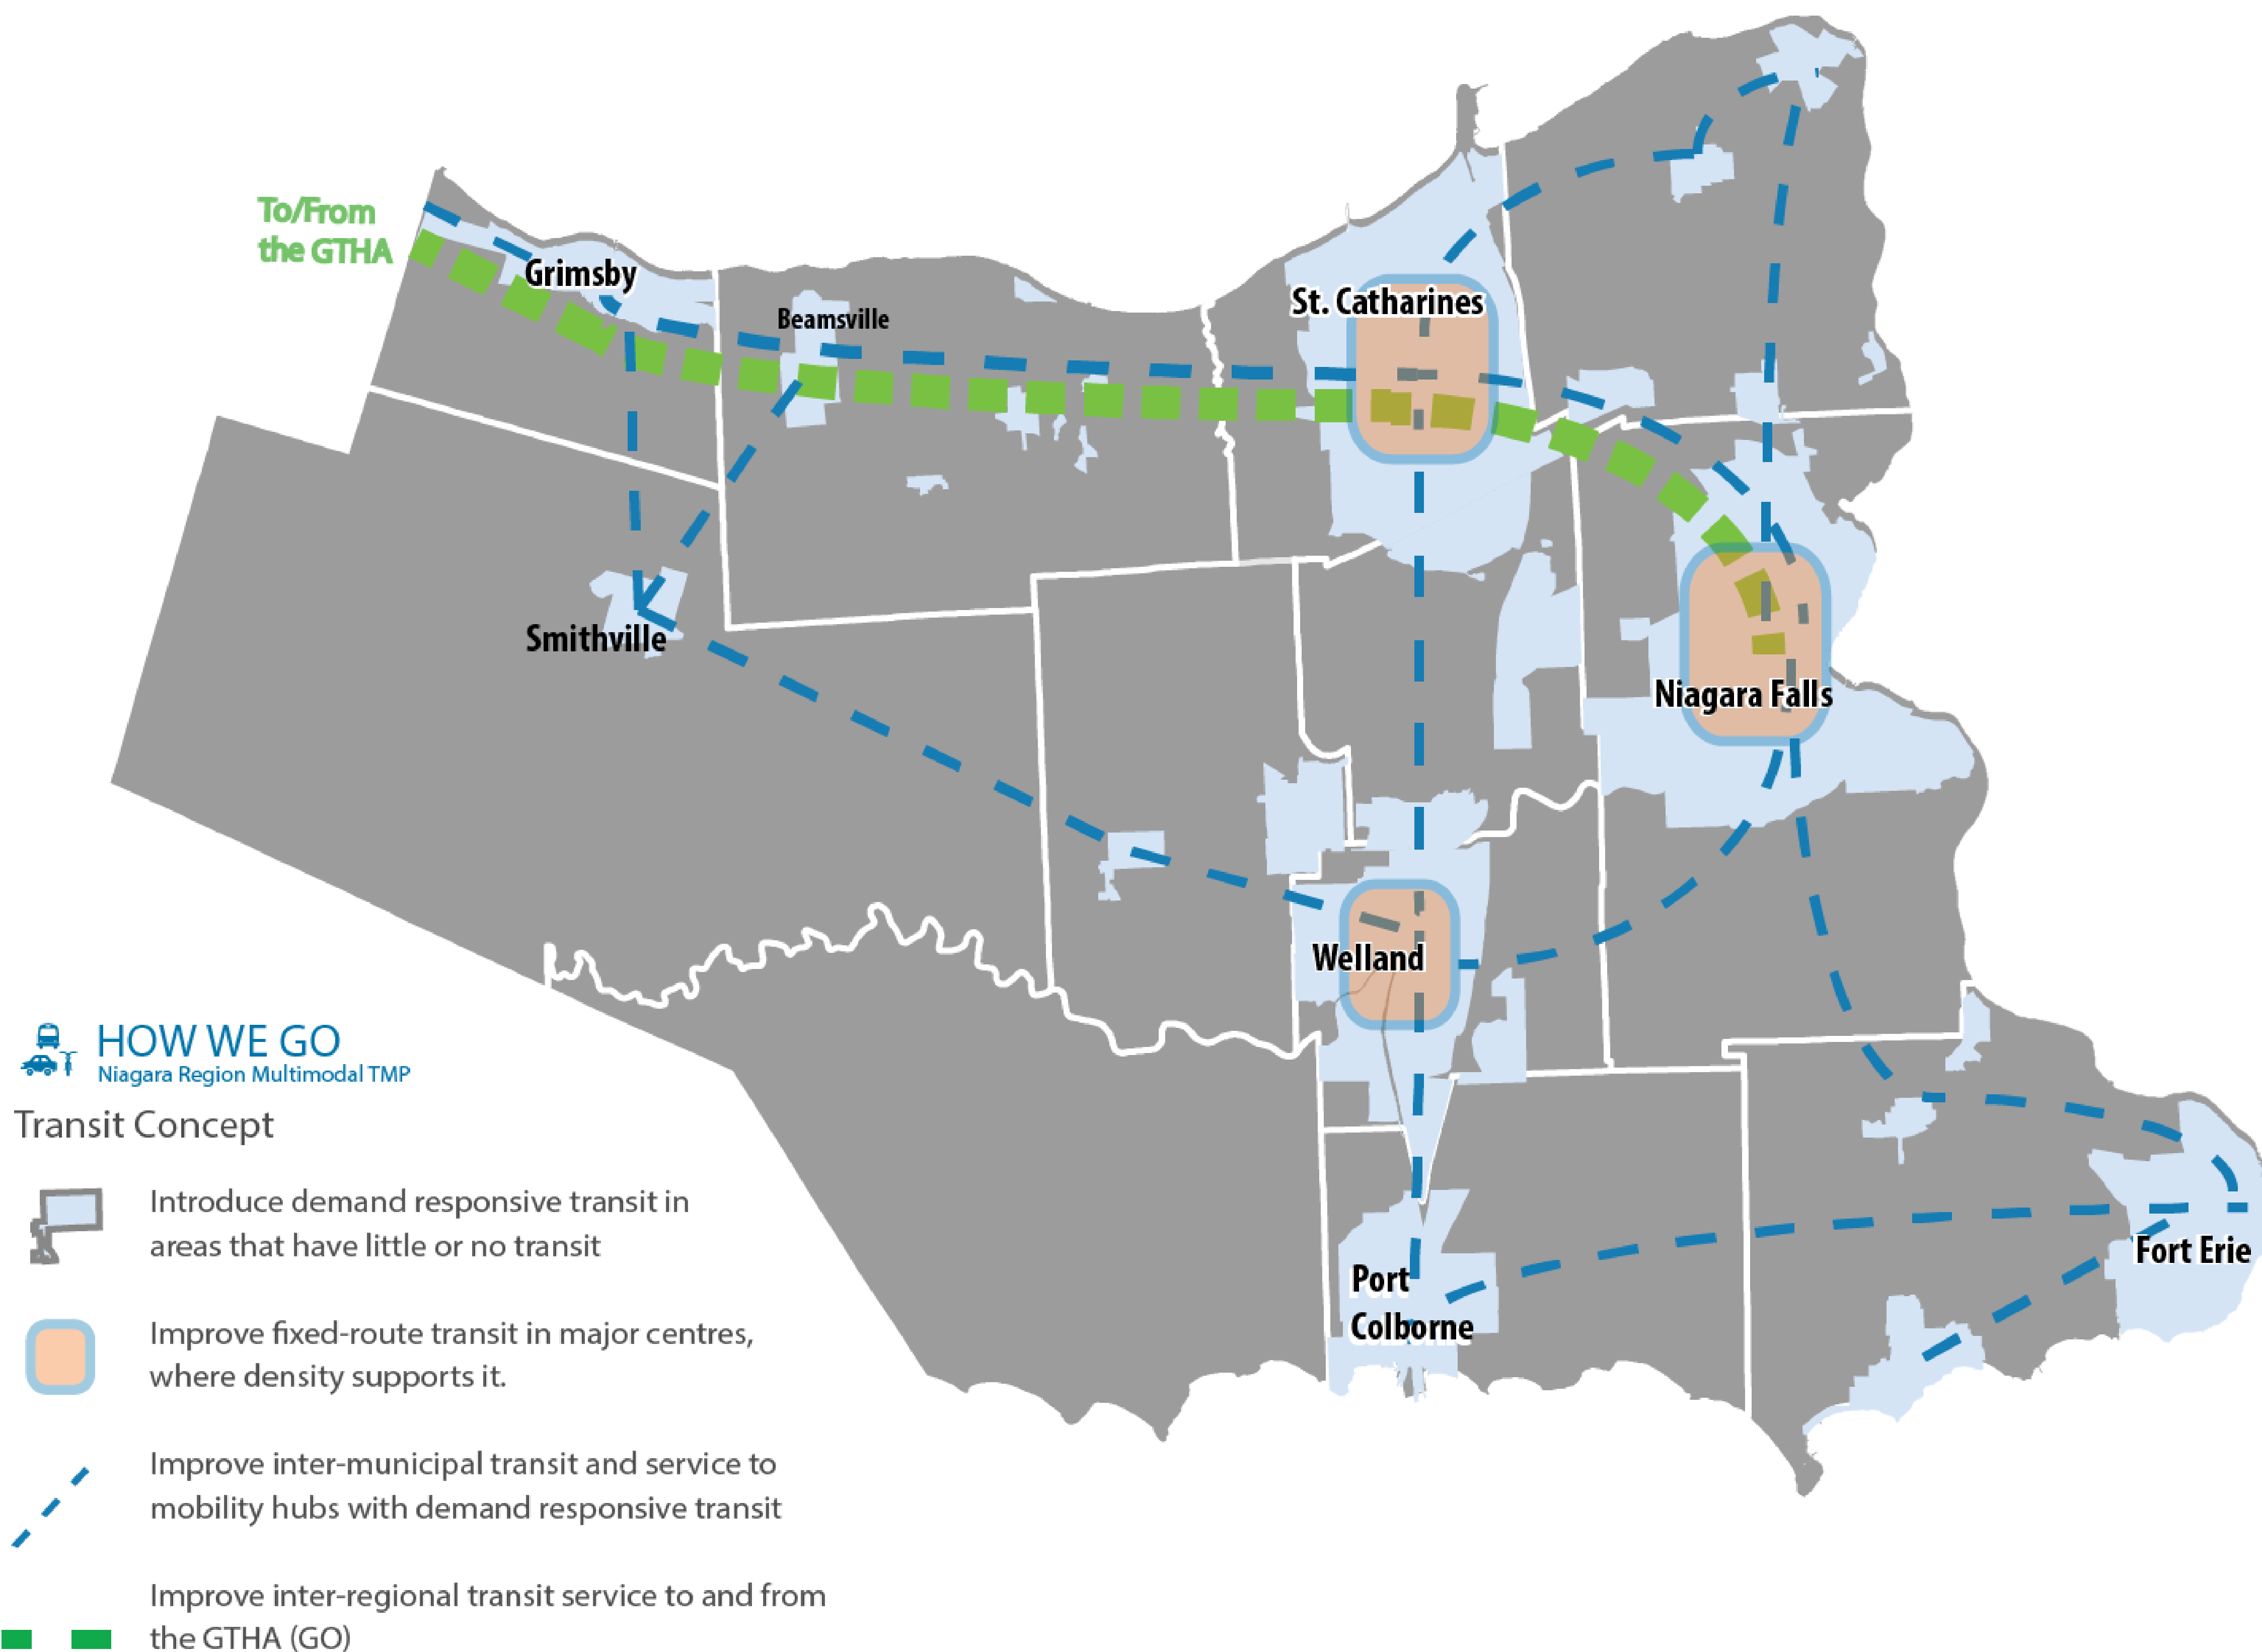 To/From
the GTHA
Grimsby
Beamsville
St. Catharines
Smithville
Niagara Falls
Welland
Port
Colborne
Fort Erie
HOW WE GO
Niagara Region Multimodal TMP
Transit Concept
Introduce demand responsive transit in
areas that have little or no transit
Improve fixed-route transit in major centres,
where density supports it.
Improve inter-municipal transit and service to
mobility hubs with demand responsive transit
Improve inter-regional transit service to and from
the GTHA (GO)